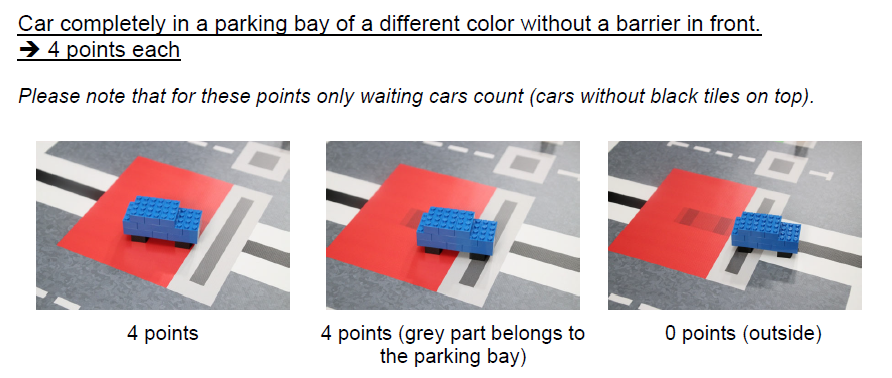 Car completely in a parking bay of a different color without a barrier in front.
➔ 4 points each
Please note that for these points only waiting cars count (cars without black tiles on top).
4 points
4 points (grey part belongs to
the parking bay)
0 points (outside)